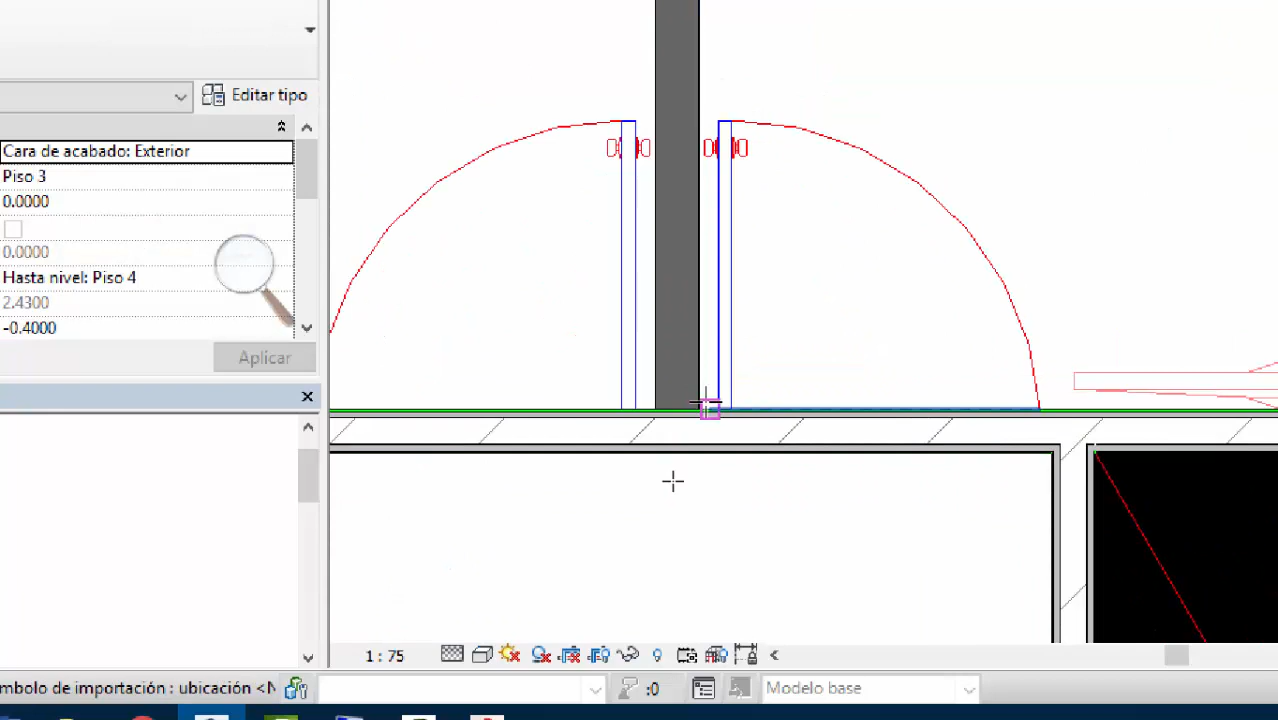 Editar tipo
Cara de acabado: Exterior
Piso 3
0.0000
0.0000
Hasta nivel: Piso 4
2.4300
-0.4000
Aplicar
1 : 75
mbolo de importación : ubicación <N
:0
Modelo base